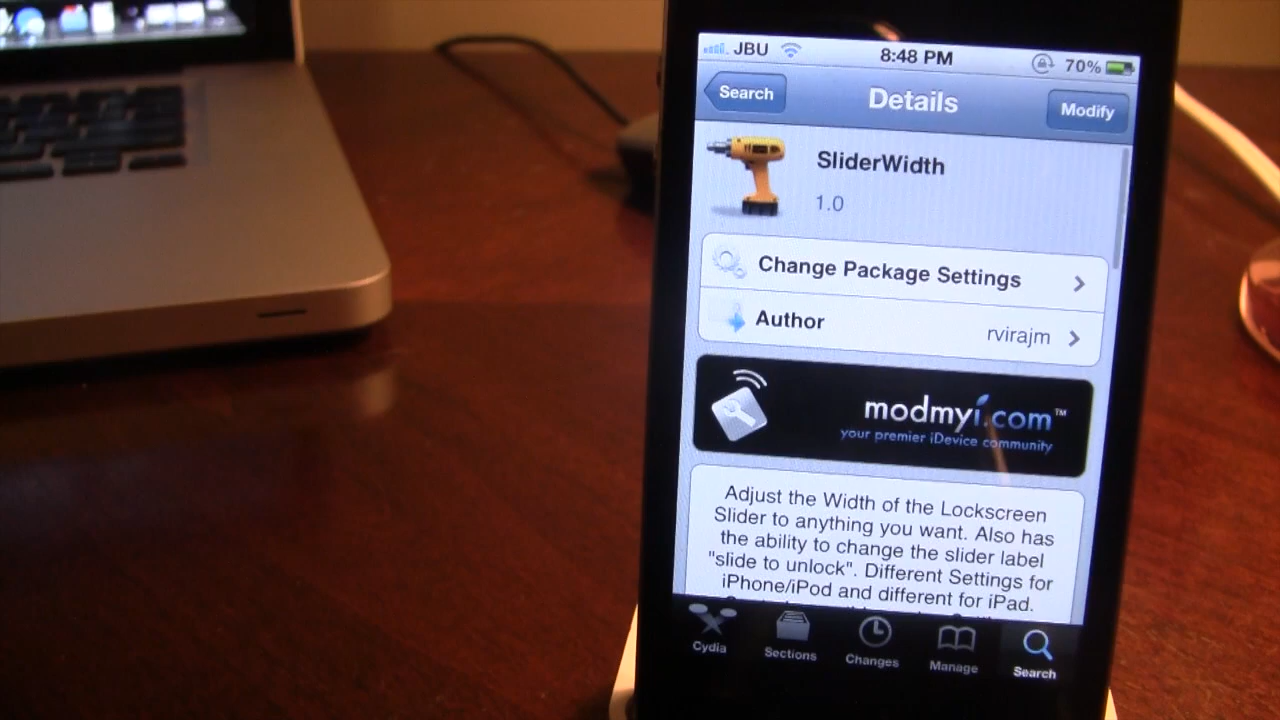 JBU 8:48 PM 70%
Search Details Modify
SliderWidth
1.0
Change Package Settings
Author rvirajm
modmyi.com™
your premier iDevice community
Adjust the Width of the Lockscreen
Slider to anything you want. Also has
the ability to change the slider label
"slide to unlock". Different Settings for
iPhone/iPod and different for iPad.
Cydia Sections Changes Manage Search